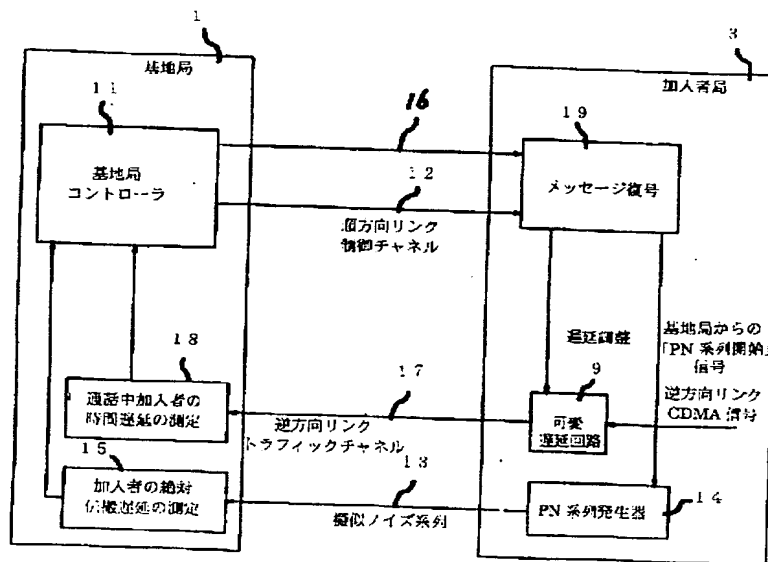 1
基地局
3
加入者局
11
基地局
コントローラ
16
12
順方向リンク
制御チャネル
19
メッセージ復号
遅延調整
基地局からの
「PN 系列開始」
信号
18
通話中加入者の
時間遅延の測定
17
逆方向リンク
トラフィックチャネル
9
可変
遅延回路
逆方向リンク
CDMA 信号
15
加入者の絶対
伝搬遅延の測定
13
擬似ノイズ系列
PN 系列発生器
14